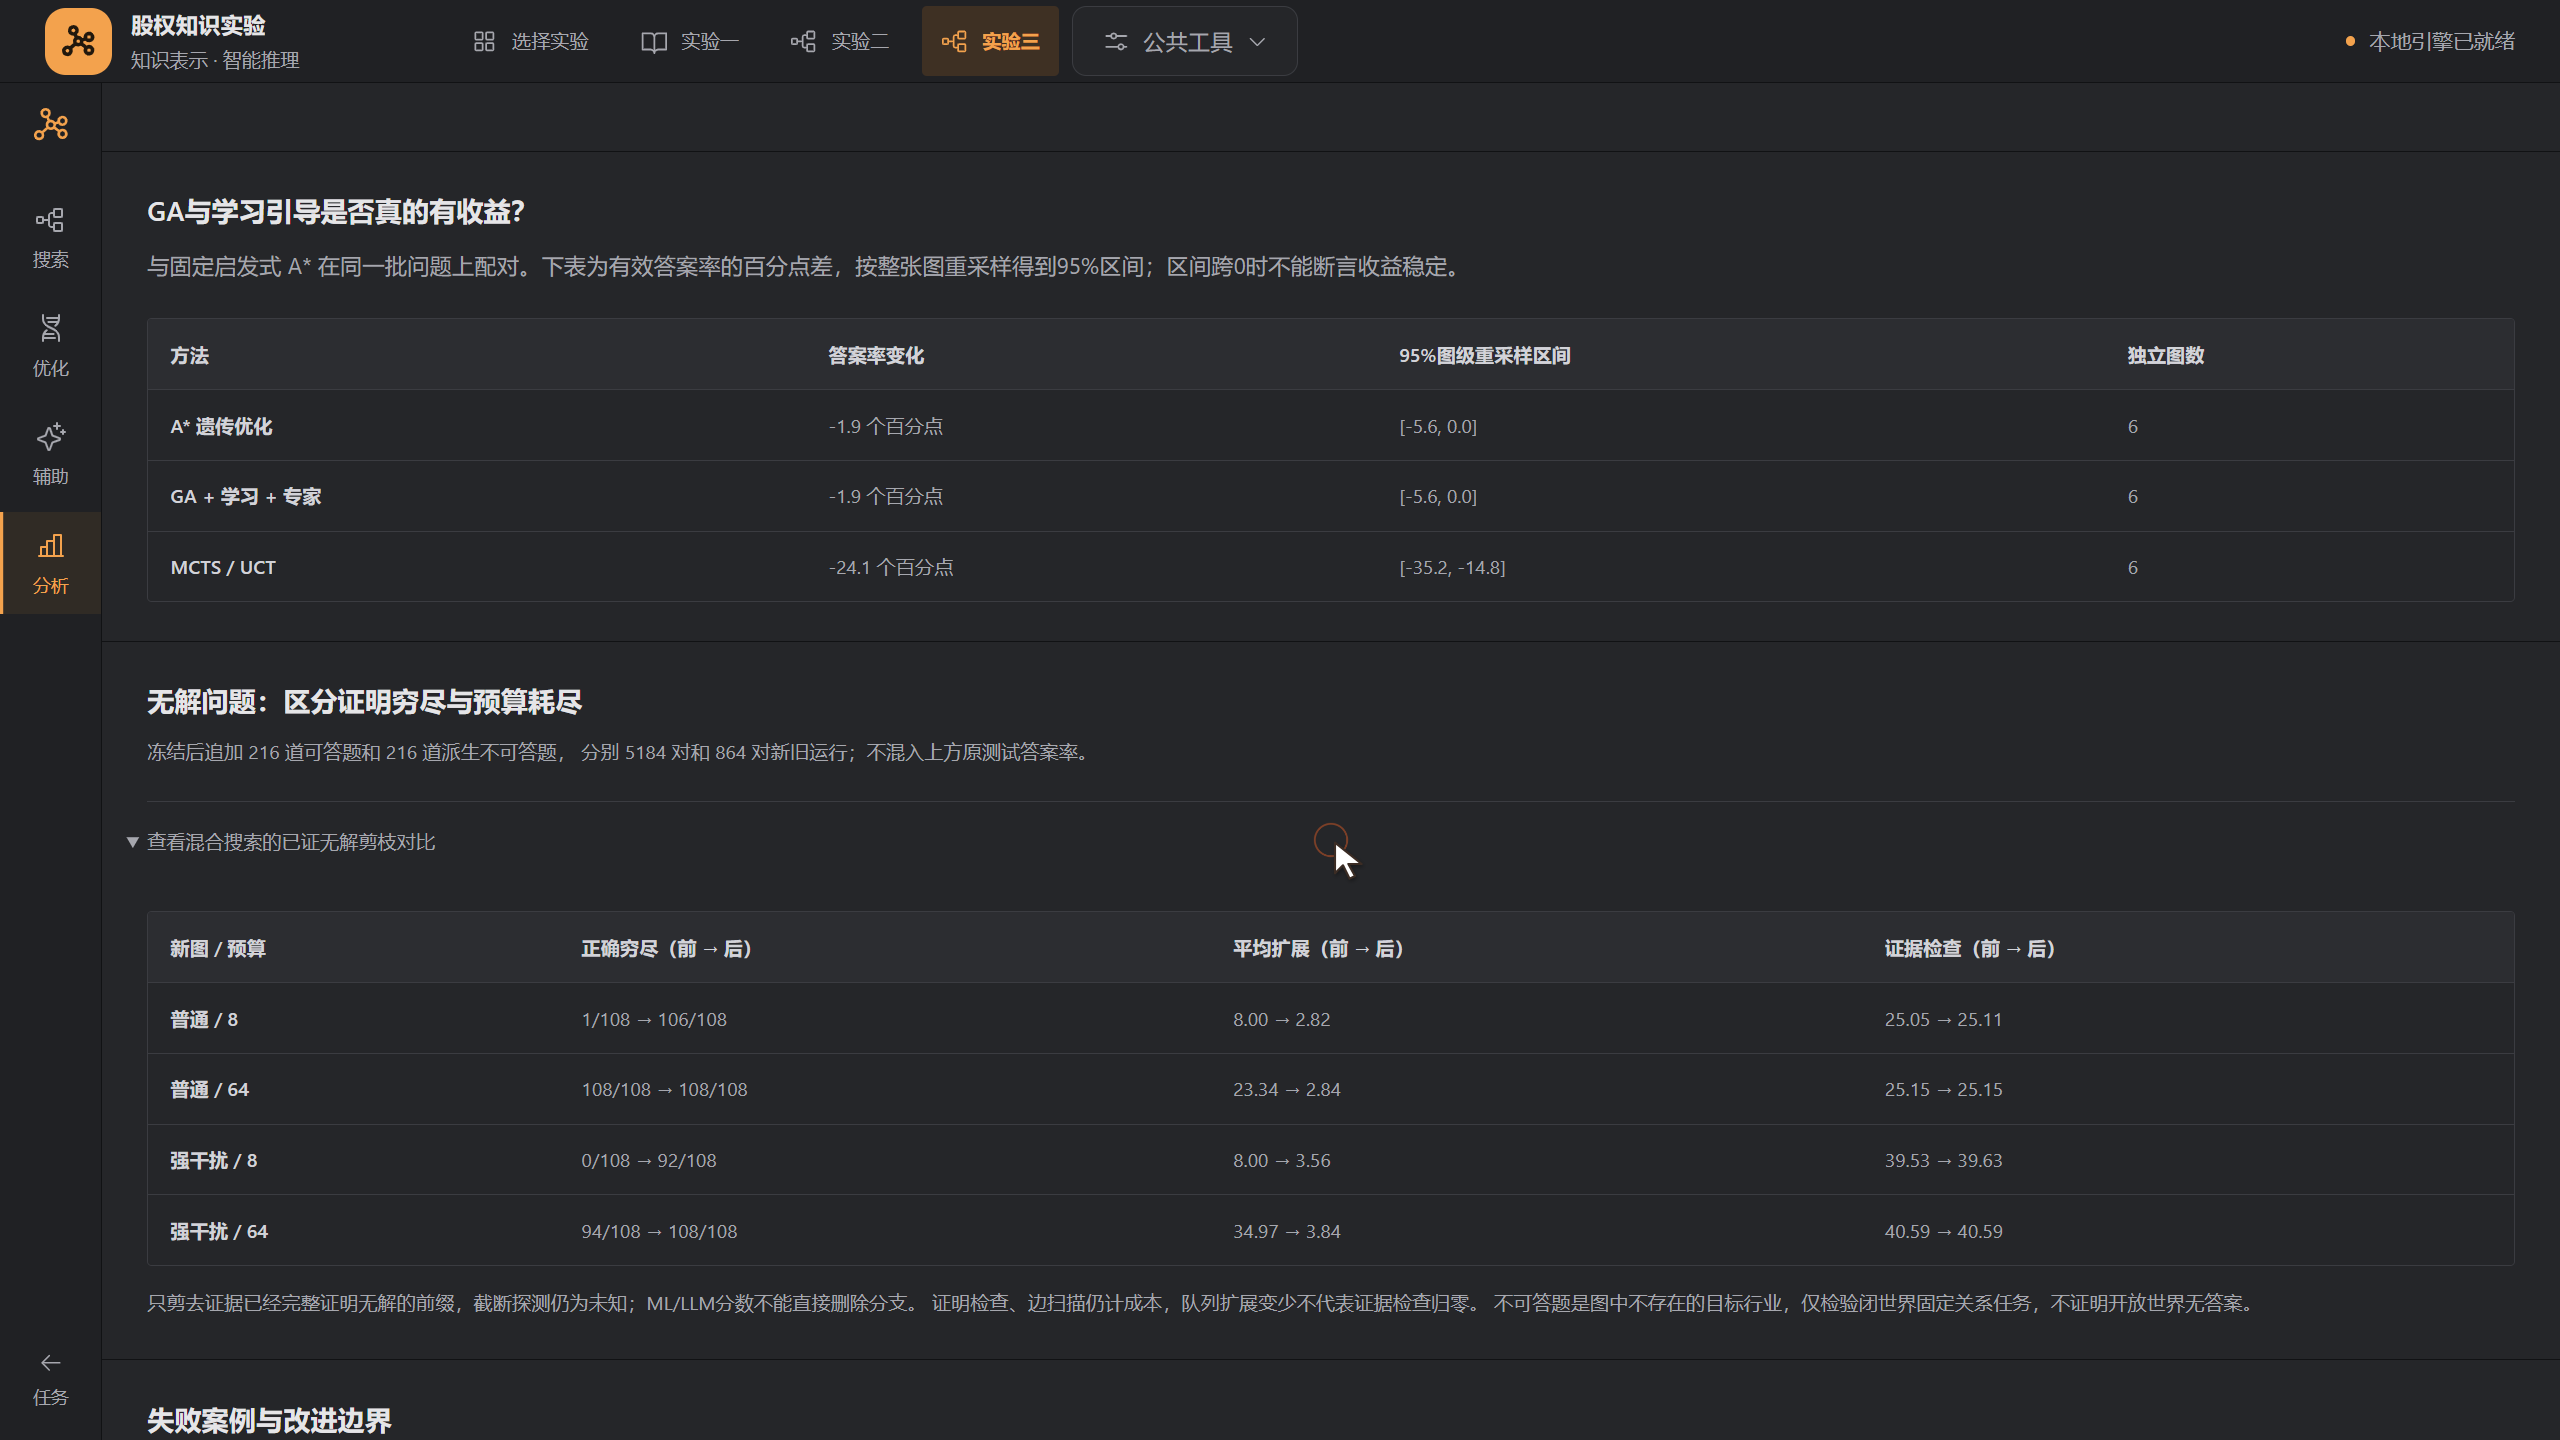 股权知识实验
知识表示 · 智能推理
选择实验
实验一
实验二
实验三
公共工具
本地引擎已就绪
搜索
优化
辅助
分析
任务
GA与学习引导是否真的有收益？
与固定启发式 A* 在同一批问题上配对。下表为有效答案率的百分点差，按整张图重采样得到95%区间；区间跨0时不能断言收益稳定。
方法 答案率变化 95%图级重采样区间 独立图数
A* 遗传优化 -1.9 个百分点 [-5.6, 0.0] 6
GA + 学习 + 专家 -1.9 个百分点 [-5.6, 0.0] 6
MCTS / UCT -24.1 个百分点 [-35.2, -14.8] 6
无解问题：区分证明穷尽与预算耗尽
冻结后追加 216 道可答题和 216 道派生不可答题， 分别 5184 对和 864 对新旧运行；不混入上方原测试答案率。
▼ 查看混合搜索的已证无解剪枝对比
新图 / 预算 正确穷尽（前 → 后） 平均扩展（前 → 后） 证据检查（前 → 后）
普通 / 8 1/108 → 106/108 8.00 → 2.82 25.05 → 25.11
普通 / 64 108/108 → 108/108 23.34 → 2.84 25.15 → 25.15
强干扰 / 8 0/108 → 92/108 8.00 → 3.56 39.53 → 39.63
强干扰 / 64 94/108 → 108/108 34.97 → 3.84 40.59 → 40.59
只剪去证据已经完整证明无解的前缀，截断探测仍为未知；ML/LLM分数不能直接删除分支。 证明检查、边扫描仍计成本，队列扩展变少不代表证据检查归零。 不可答题是图中不存在的目标行业，仅检验闭世界固定关系任务，不证明开放世界无答案。
失败案例与改进边界